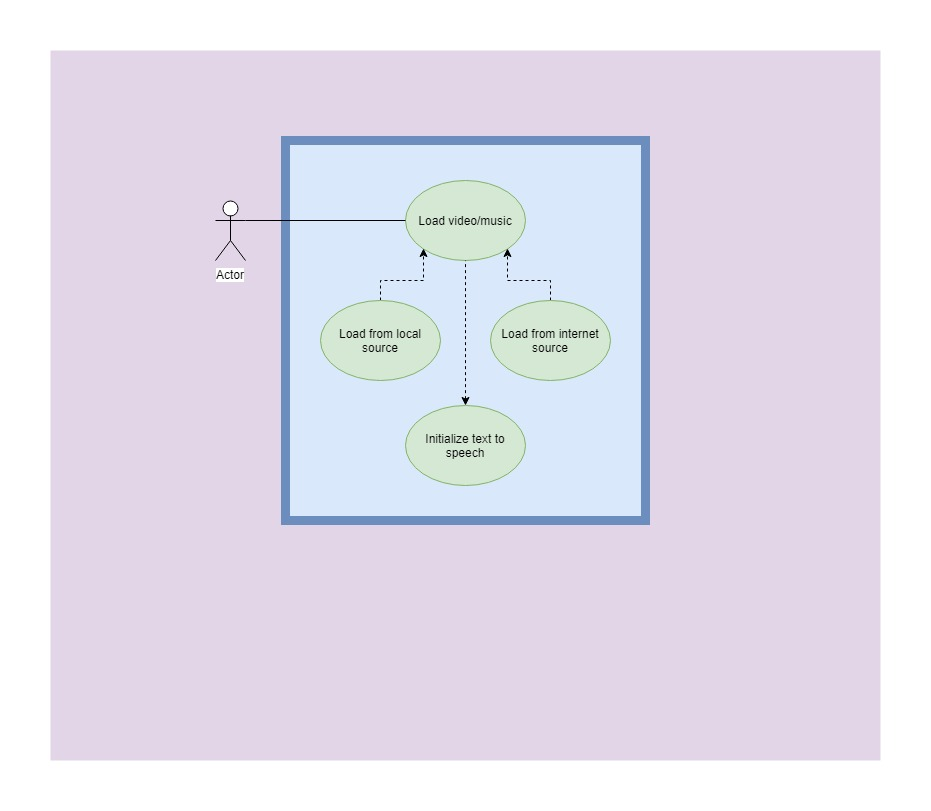 Load video/music
Actor
Load from local
source
Load from internet
source
Initialize text to
speech